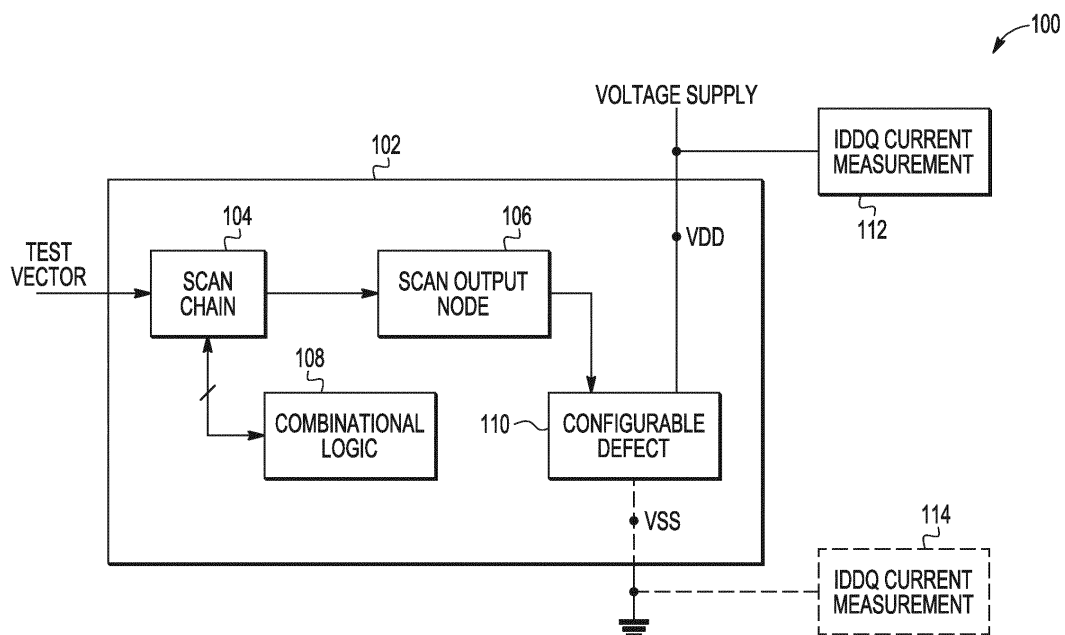 100
VOLTAGE SUPPLY
IDDQ CURRENT
MEASUREMENT
112
102
VDD
104
106
TEST
VECTOR
SCAN
CHAIN
SCAN OUTPUT
NODE
108
COMBINATIONAL
LOGIC
110
CONFIGURABLE
DEFECT
VSS
114
IDDQ CURRENT
MEASUREMENT